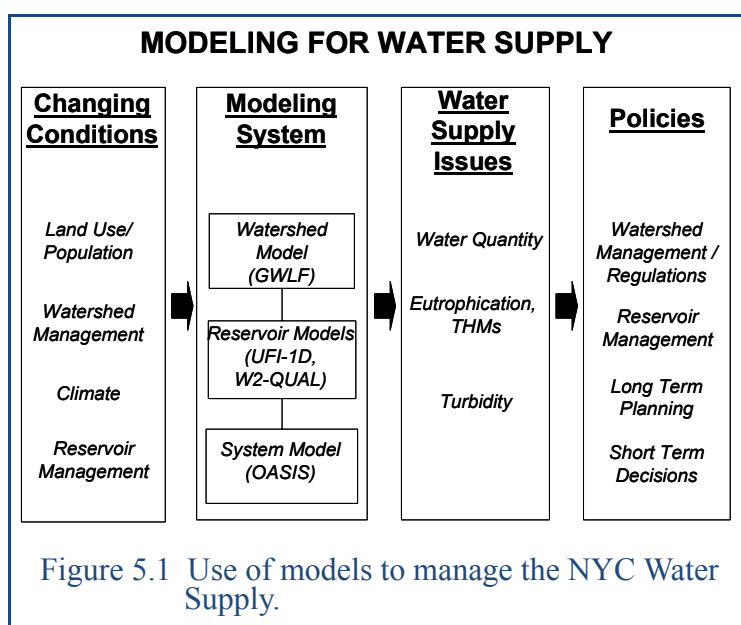 MODELING FOR WATER SUPPLY
Changing
Conditions
Land Use/
Population
Watershed
Management
Climate
Reservoir
Management
Modeling
System
Watershed
Model
(GWLF)
Reservoir Models
(UFI-1D,
W2-QUAL)
System Model
(OASIS)
Water
Supply
Issues
Water Quantity
Eutrophication,
THMs
Turbidity
Policies
Watershed
Management /
Regulations
Reservoir
Management
Long Term
Planning
Short Term
Decisions
Figure 5.1 Use of models to manage the NYC Water
Supply.